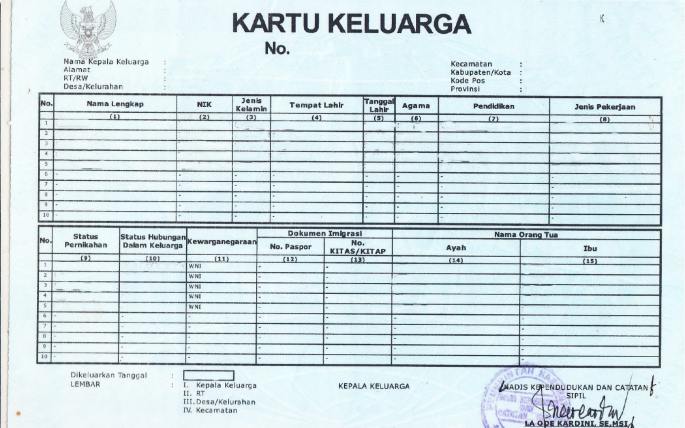 KARTU KELUARGA
No.
Nama Kepala Keluarga :
Alamat :
RT/RW :
Desa/Kelurahan :
Kecamatan :
Kabupaten/Kota :
Kode Pos :
Provinsi :
No. Nama Lengkap NIK Jenis Kelamin Tempat Lahir Tanggal Lahir Agama Pendidikan Jenis Pekerjaan
(1) (2) (3) (4) (5) (6) (7) (8)
1
2
3
4
5
6
7
8
9
10
No. Status Pernikahan Status Hubungan Dalam Keluarga Kewarganegaraan Dokumen Imigrasi Nama Orang Tua
No. Paspor No. KITAS/KITAP Ayah Ibu
(9) (10) (11) (12) (13) (14) (15)
1 WNI
2 WNI
3 WNI
4 WNI
5 WNI
6
7
8
9
10
Dikeluarkan Tanggal :
LEMBAR : I. Kepala Keluarga
II. RT
III. Desa/Kelurahan
IV. Kecamatan
KEPALA KELUARGA
KADIS KEPENDUDUKAN DAN CATATAN
SIPIL
LA ODE KARDINI, SE.MSI